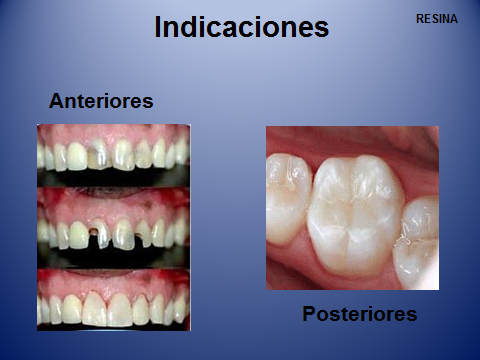 Indicaciones
RESINA
Anteriores
Posteriores